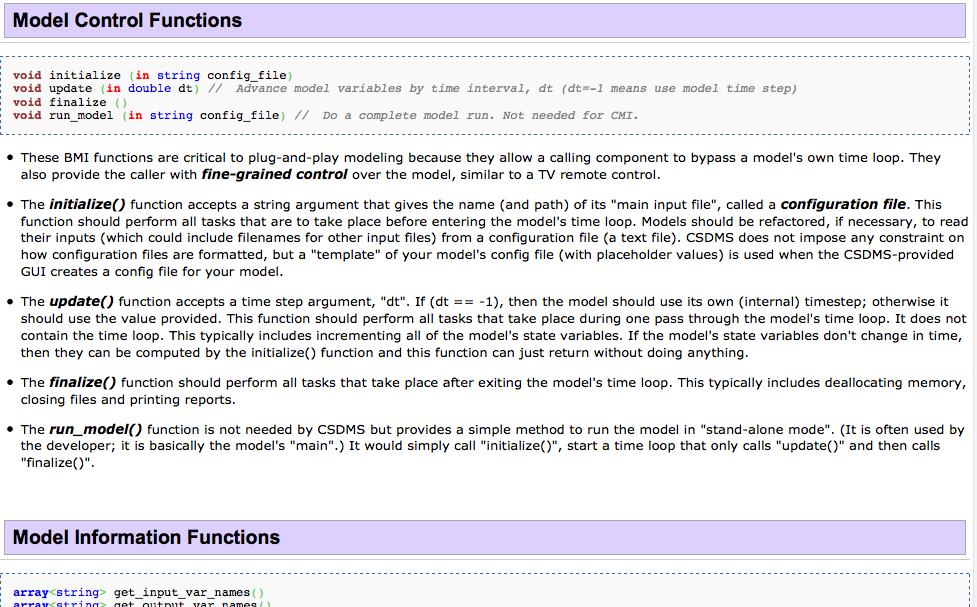 Model Control Functions
void initialize (in string config_file)
void update (in double dt) //  Advance model variables by time interval, dt (dt=-1 means use model time step)
void finalize ()
void run_model (in string config_file) //  Do a complete model run. Not needed for CMI.
• These BMI functions are critical to plug-and-play modeling because they allow a calling component to bypass a model's own time loop. They
also provide the caller with fine-grained control over the model, similar to a TV remote control.
• The initialize() function accepts a string argument that gives the name (and path) of its "main input file", called a configuration file. This
function should perform all tasks that are to take place before entering the model's time loop. Models should be refactored, if necessary, to read
their inputs (which could include filenames for other input files) from a configuration file (a text file). CSDMS does not impose any constraint on
how configuration files are formatted, but a "template" of your model's config file (with placeholder values) is used when the CSDMS-provided
GUI creates a config file for your model.
• The update() function accepts a time step argument, "dt". If (dt == -1), then the model should use its own (internal) timestep; otherwise it
should use the value provided. This function should perform all tasks that take place during one pass through the model's time loop. It does not
contain the time loop. This typically includes incrementing all of the model's state variables. If the model's state variables don't change in time,
then they can be computed by the initialize() function and this function can just return without doing anything.
• The finalize() function should perform all tasks that take place after exiting the model's time loop. This typically includes deallocating memory,
closing files and printing reports.
• The run_model() function is not needed by CSDMS but provides a simple method to run the model in "stand-alone mode". (It is often used by
the developer; it is basically the model's "main".) It would simply call "initialize()", start a time loop that only calls "update()" and then calls
"finalize()".
Model Information Functions
array<string> get_input_var_names()
array<string> get_output_var_names()